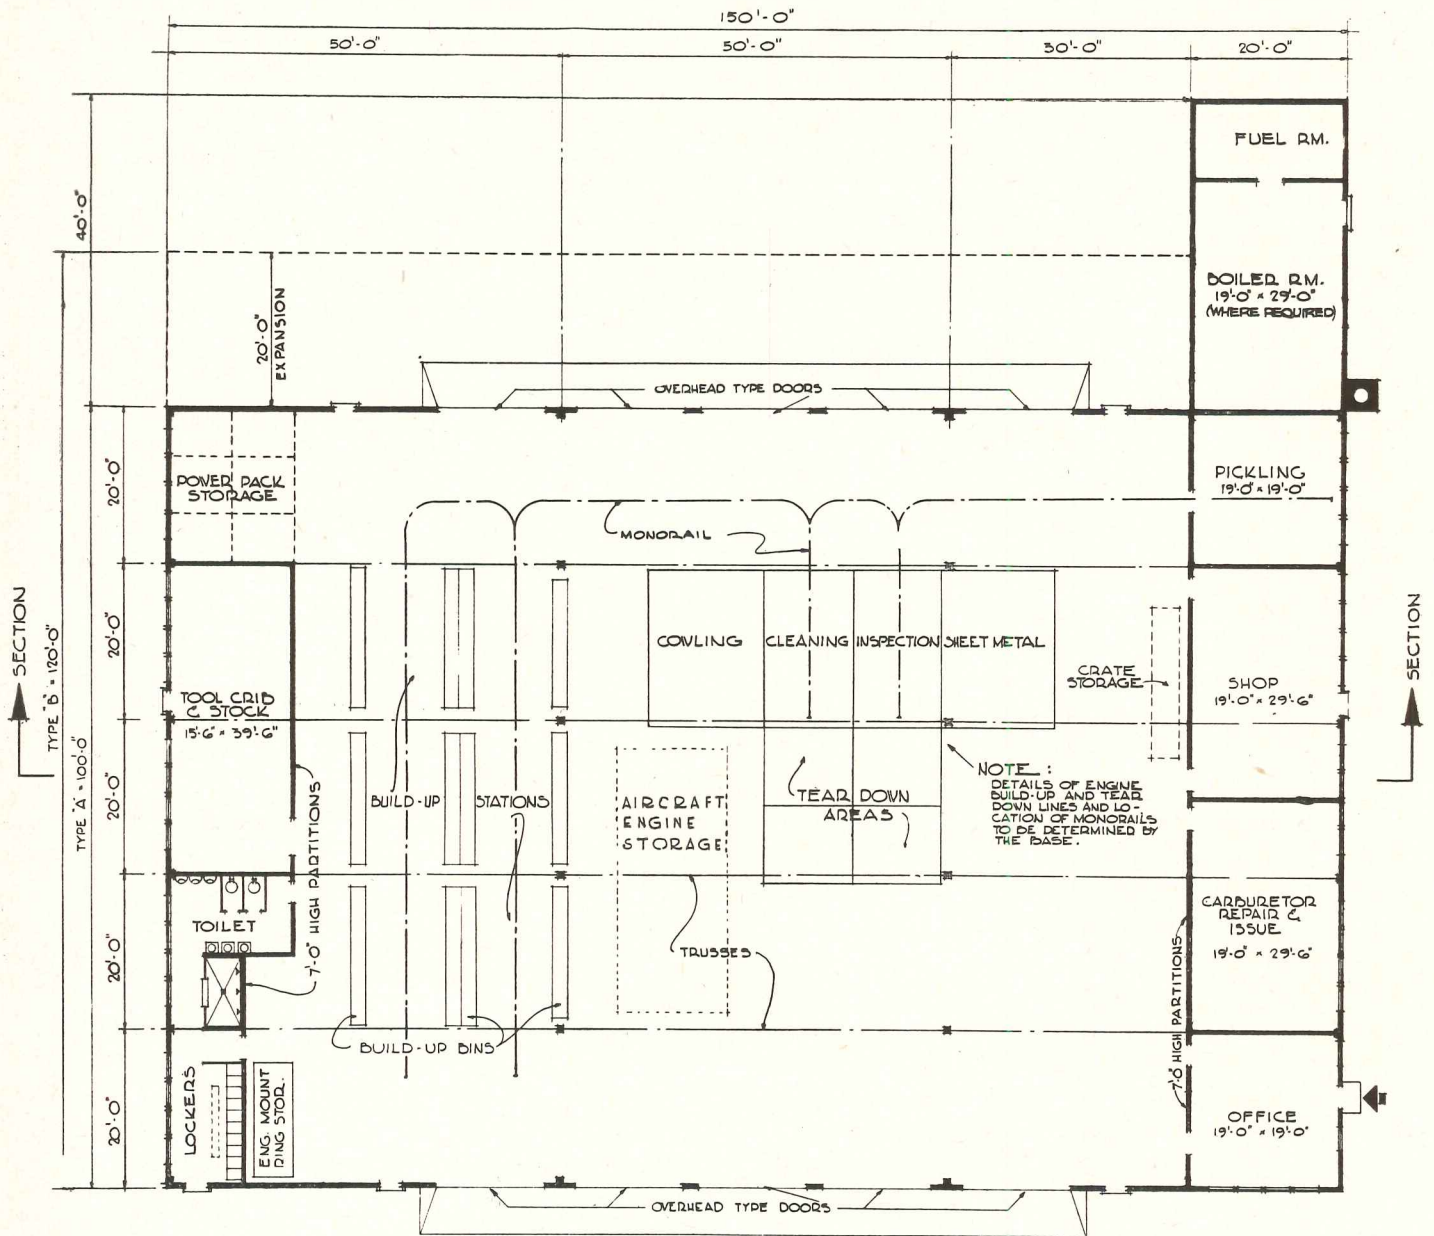 150'-0"
50'-0"
50'-0"
30'-0"
20'-0"
FUEL RM.
40'-0"
BOILER RM.
19'-0" x 29'-0"
(WHERE REQUIRED)
20'-0"
EXPANSION
OVERHEAD TYPE DOORS
20'-0"
POWER PACK
STORAGE
PICKLING
19'-0" x 19'-0"
MONORAIL
SECTION
TYPE "B" = 120'-0"
TYPE "A" = 100'-0"
20'-0"
COWLING
CLEANING
INSPECTION
SHEET METAL
CRATE
STORAGE
SHOP
19'-0" x 29'-6"
SECTION
TOOL CRIB
& STOCK
15'-6" x 39'-6"
20'-0"
7'-0" HIGH PARTITIONS
BUILD-UP
STATIONS
AIRCRAFT
ENGINE
STORAGE
TEAR DOWN
AREAS
NOTE:
DETAILS OF ENGINE
BUILD-UP AND TEAR
DOWN LINES AND LO-
CATION OF MONORAILS
TO BE DETERMINED BY
THE BASE.
TOILET
20'-0"
TRUSSES
CARBURETOR
REPAIR &
ISSUE
19'-0" x 29'-6"
7'-0" HIGH PARTITIONS
BUILD-UP BINS
LOCKERS
ENG. MOUNT
RING STOR.
20'-0"
OFFICE
19'-0" x 19'-0"
OVERHEAD TYPE DOORS